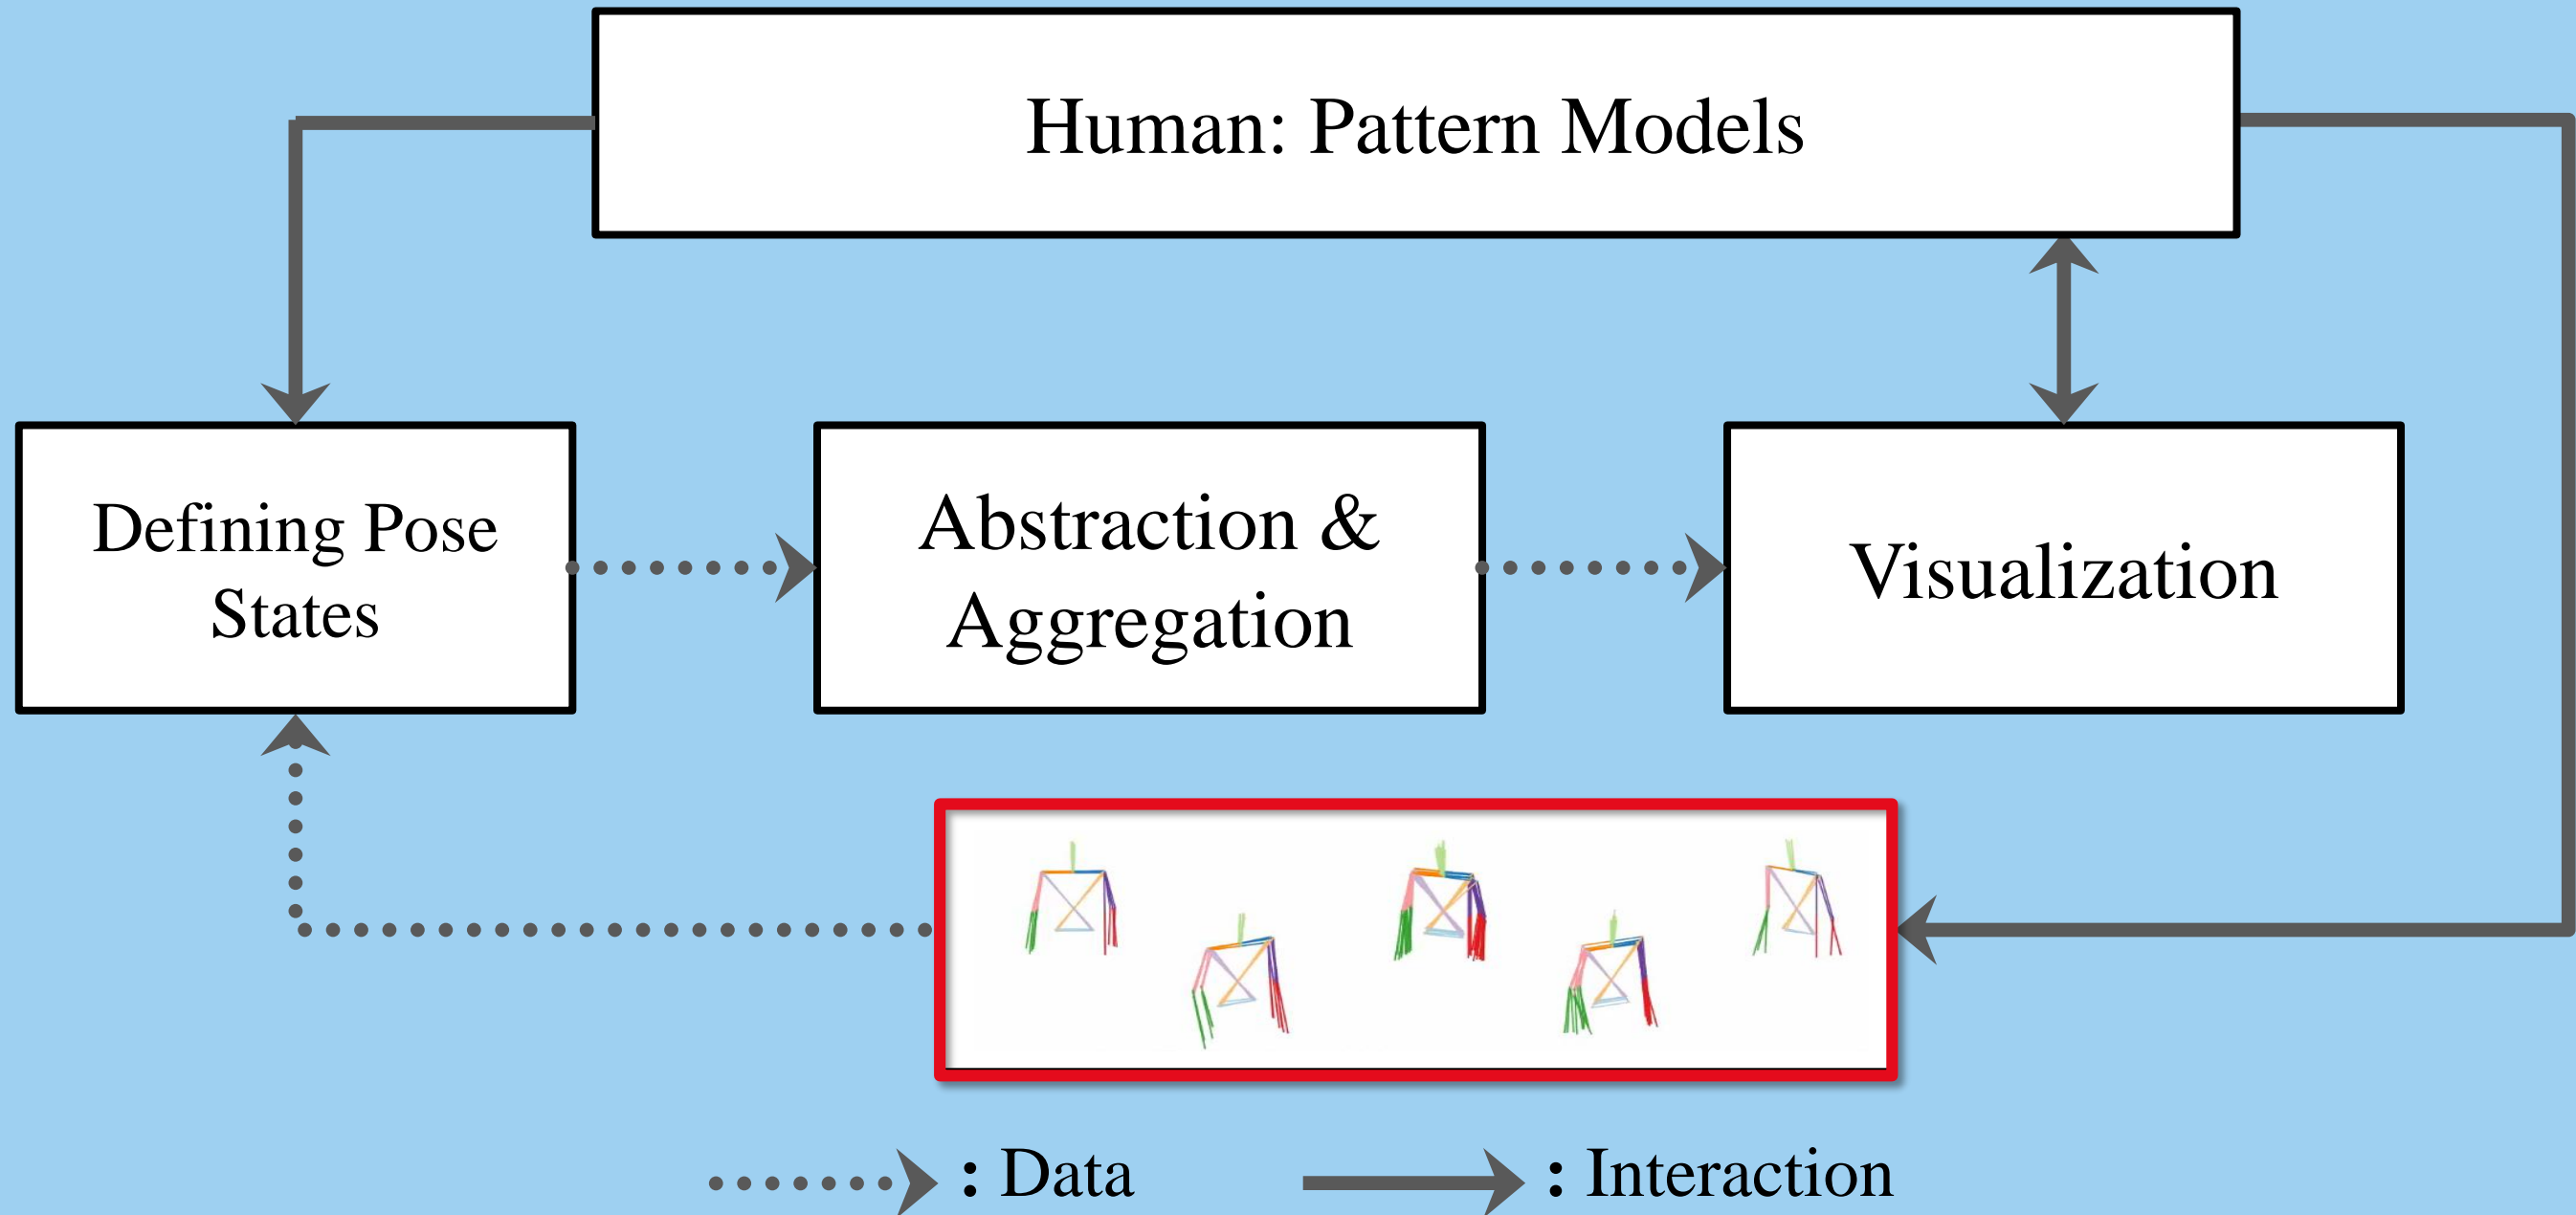 Human: Pattern Models
Defining Pose
States
Abstraction &
Aggregation
Visualization
: Data
: Interaction